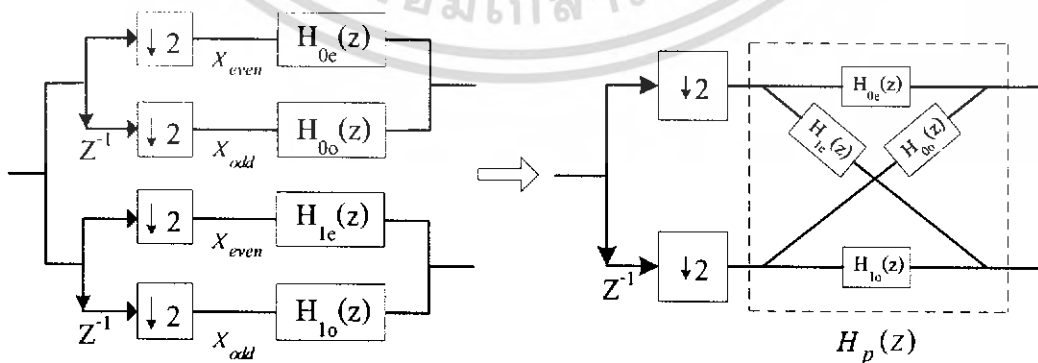 ↓ 2
X_even
H_0e(z)
Z^-1
↓ 2
X_odd
H_0o(z)
↓ 2
X_even
H_1e(z)
Z^-1
↓ 2
X_odd
H_1o(z)
↓2
H_0e(z)
H_1e(z)
H_0o(z)
Z^-1
↓2
H_1o(z)
H_p(z)